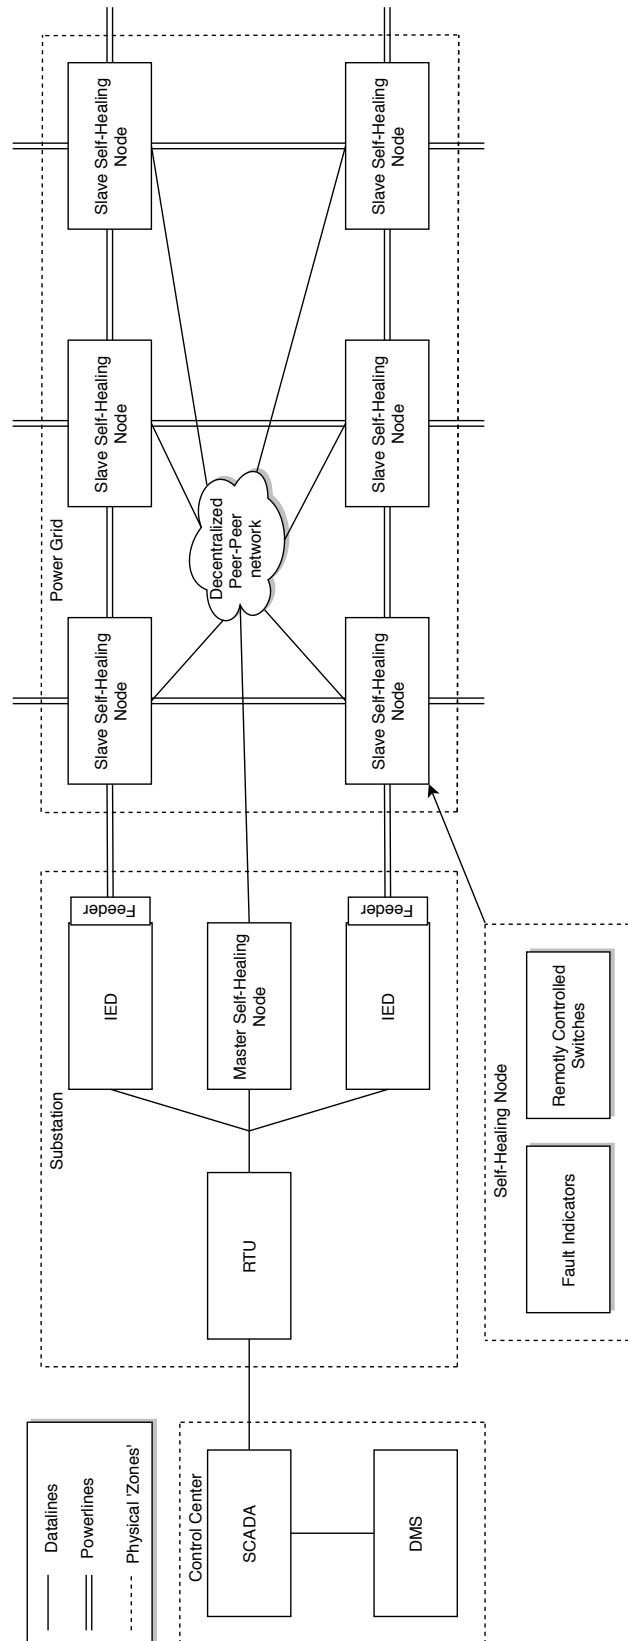 Datalines
Powerlines
Physical 'Zones'
Control Center
SCADA
DMS
Substation
RTU
IED
Feeder
Master Self-Healing
Node
IED
Feeder
Self-Healing Node
Fault Indicators
Remotly Controlled
Switches
Power Grid
Slave Self-Healing
Node
Slave Self-Healing
Node
Slave Self-Healing
Node
Decentralized
Peer-Peer
network
Slave Self-Healing
Node
Slave Self-Healing
Node
Slave Self-Healing
Node